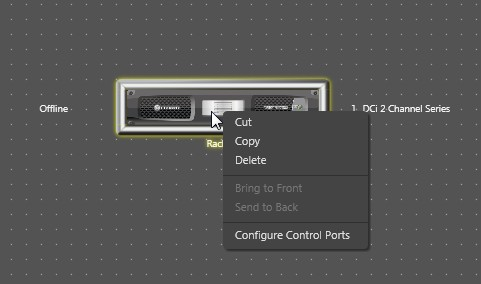 Offline
1 DCi 2 Channel Series
Cut
Copy
Delete
Bring to Front
Send to Back
Configure Control Ports